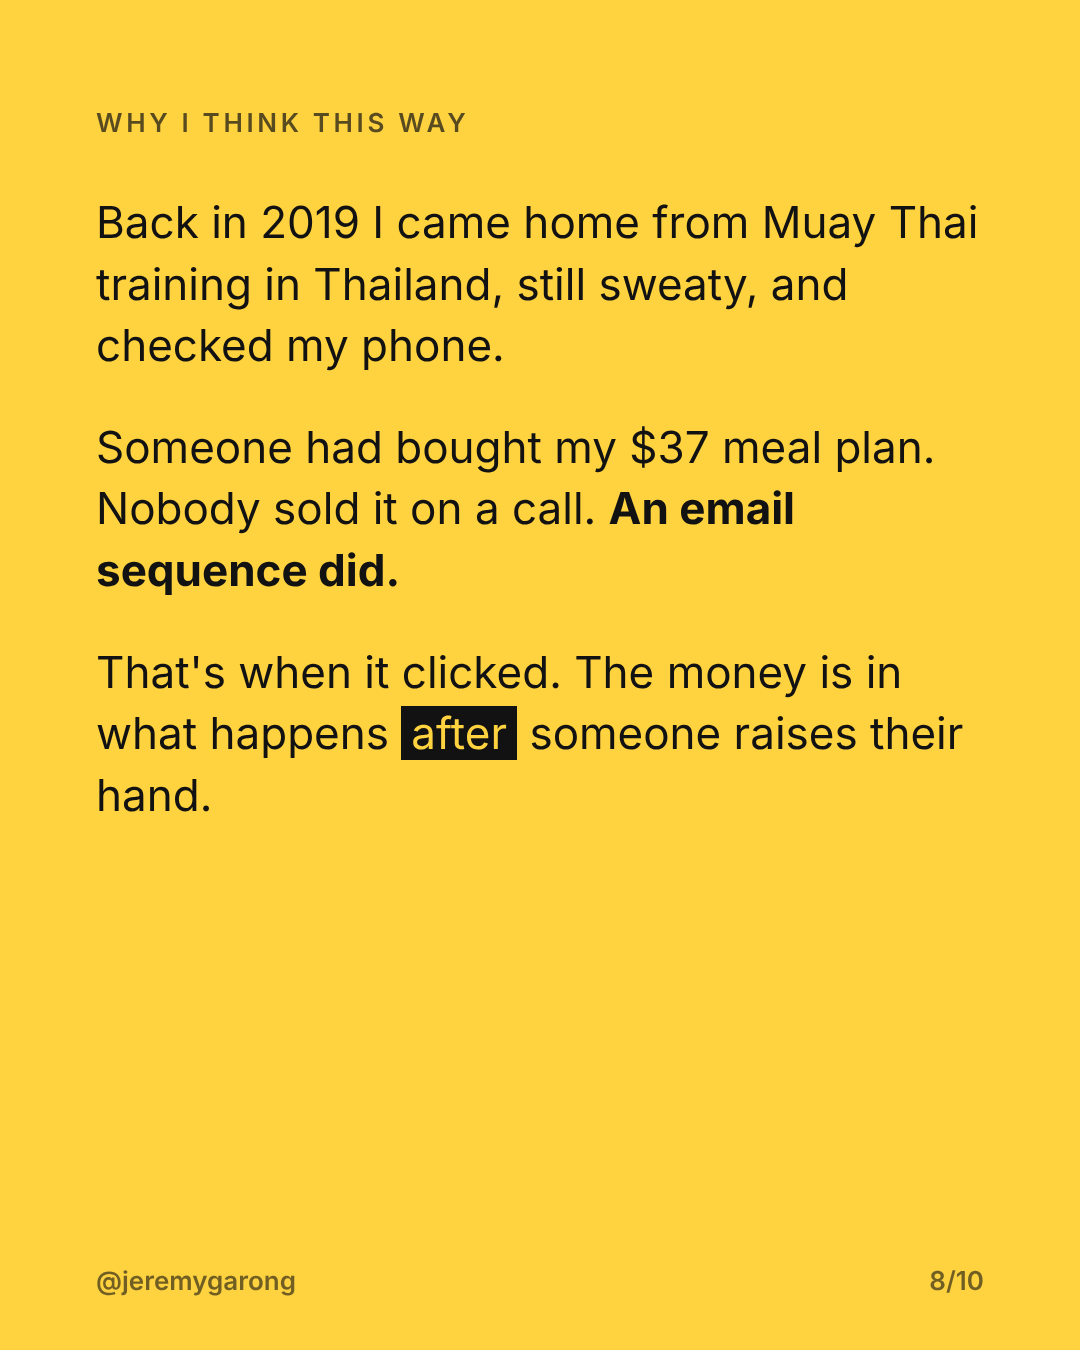 WHY I THINK THIS WAY
Back in 2019 I came home from Muay Thai
training in Thailand, still sweaty, and
checked my phone.
Someone had bought my $37 meal plan.
Nobody sold it on a call. An email
sequence did.
That's when it clicked. The money is in
what happens after someone raises their
hand.
@jeremygarong
8/10